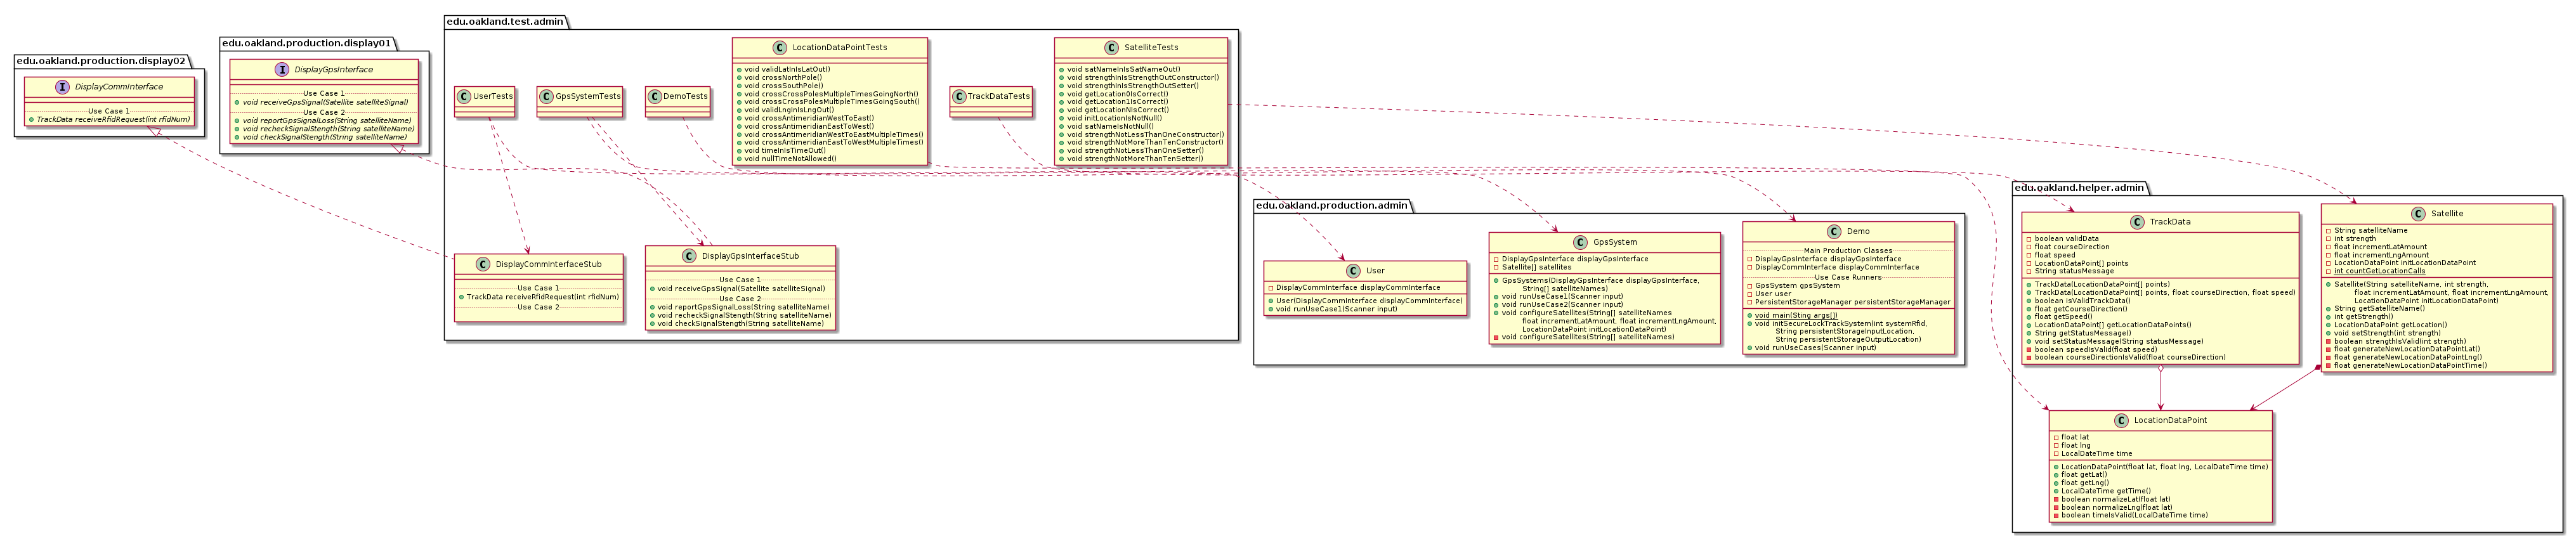 edu.oakland.production.display02
DisplayCommInterface
Use Case 1
TrackData receiveRfidRequest(int rfidNum)
edu.oakland.production.display01
DisplayGpsInterface
Use Case 1
void receiveGpsSignal(Satellite satelliteSignal)
Use Case 2
void reportGpsSignalLoss(String satelliteName)
void recheckSignalStength(String satelliteName)
void checkSignalStength(String satelliteName)
edu.oakland.test.admin
UserTests
GpsSystemTests
DemoTests
LocationDataPointTests
void validLatInIsLatOut()
void crossNorthPole()
void crossSouthPole()
void crossCrossPolesMultipleTimesGoingNorth()
void crossCrossPolesMultipleTimesGoingSouth()
void validLngInIsLngOut()
void crossAntimeridianWestToEast()
void crossAntimeridianEastToWest()
void crossAntimeridianWestToEastMultipleTimes()
void crossAntimeridianEastToWestMultipleTimes()
void timeInIsTimeOut()
void nullTimeNotAllowed()
TrackDataTests
SatelliteTests
void satNameInIsSatNameOut()
void strengthInIsStrengthOutConstructor()
void strengthInIsStrengthOutSetter()
void getLocation0IsCorrect()
void getLocation1IsCorrect()
void getLocationNIsCorrect()
void initLocationIsNotNull()
void satNameIsNotNull()
void strengthNotLessThanOneConstructor()
void strengthNotMoreThanTenConstructor()
void strengthNotLessThanOneSetter()
void strengthNotMoreThanTenSetter()
DisplayCommInterfaceStub
Use Case 1
TrackData receiveRfidRequest(int rfidNum)
Use Case 2
DisplayGpsInterfaceStub
Use Case 1
void receiveGpsSignal(Satellite satelliteSignal)
Use Case 2
void reportGpsSignalLoss(String satelliteName)
void recheckSignalStength(String satelliteName)
void checkSignalStength(String satelliteName)
edu.oakland.production.admin
User
DisplayCommInterface displayCommInterface
User(DisplayCommInterface displayCommInterface)
void runUseCase1(Scanner input)
GpsSystem
DisplayGpsInterface displayGpsInterface
Satellite[] satellites
GpsSystems(DisplayGpsInterface displayGpsInterface,
String[] satelliteNames)
void runUseCase1(Scanner input)
void runUseCase2(Scanner input)
void configureSatellites(String[] satelliteNames
float incrementLatAmount, float incrementLngAmount,
LocationDataPoint initLocationDataPoint)
void configureSatellites(String[] satelliteNames)
Demo
Main Production Classes
DisplayGpsInterface displayGpsInterface
DisplayCommInterface displayCommInterface
Use Case Runners
GpsSystem gpsSystem
User user
PersistentStorageManager persistentStorageManager
void main(Sting args[])
void initSecureLockTrackSystem(int systemRfid,
String persistentStorageInputLocation,
String persistentStorageOutputLocation)
void runUseCases(Scanner input)
edu.oakland.helper.admin
TrackData
boolean validData
float courseDirection
float speed
LocationDataPoint[] points
String statusMessage
TrackData(LocationDataPoint[] points)
TrackData(LocationDataPoint[] points, float courseDirection, float speed)
boolean isValidTrackData()
float getCourseDirection()
float getSpeed()
LocationDataPoint[] getLocationDataPoints()
String getStatusMessage()
void setStatusMessage(String statusMessage)
boolean speedIsValid(float speed)
boolean courseDirectionIsValid(float courseDirection)
Satellite
String satelliteName
int strength
float incrementLatAmount
float incrementLngAmount
LocationDataPoint initLocationDataPoint
int countGetLocationCalls
Satellite(String satelliteName, int strength,
float incrementLatAmount, float incrementLngAmount,
LocationDataPoint initLocationDataPoint)
String getSatelliteName()
int getStrength()
LocationDataPoint getLocation()
void setStrength(int strength)
boolean strengthIsValid(int strength)
float generateNewLocationDataPointLat()
float generateNewLocationDataPointLng()
float generateNewLocationDataPointTime()
LocationDataPoint
float lat
float lng
LocalDateTime time
LocationDataPoint(float lat, float lng, LocalDateTime time)
float getLat()
float getLng()
LocalDateTime getTime()
boolean normalizeLat(float lat)
boolean normalizeLng(float lat)
boolean timeIsValid(LocalDateTime time)